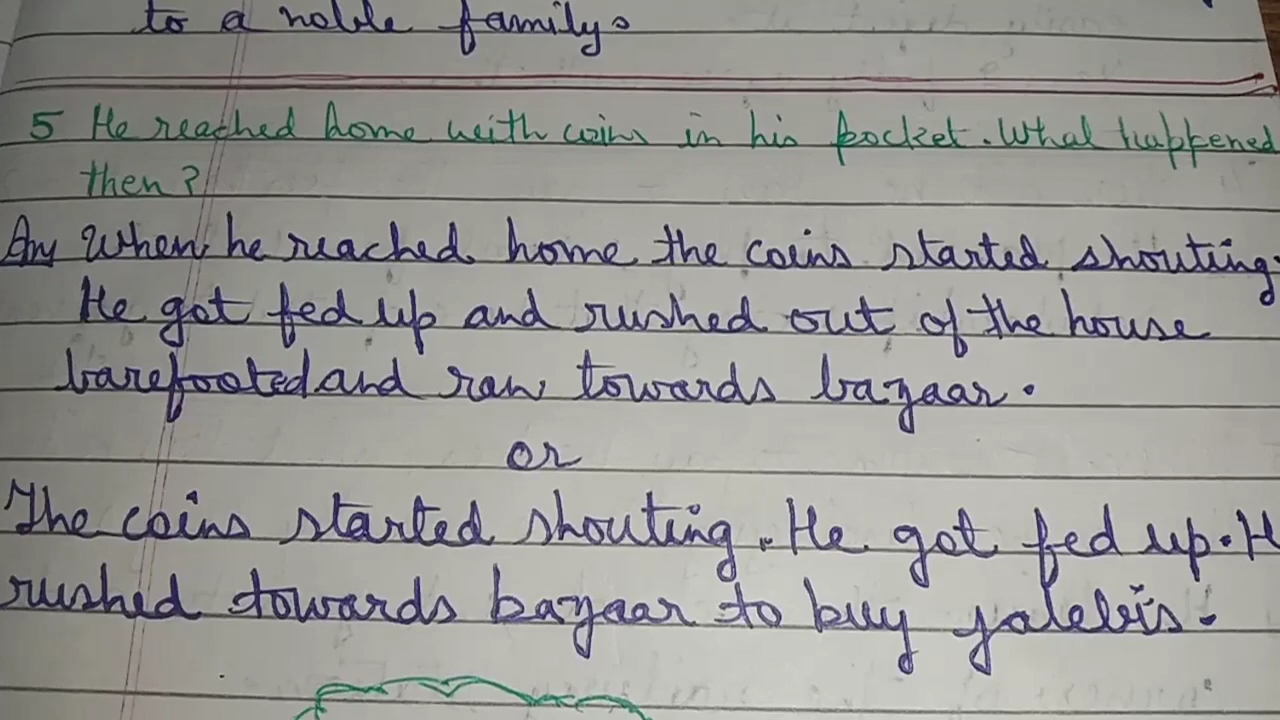 to a noble family.
5 He reached home with coins in his pocket. What happened
then?
Ans When he reached home the coins started shouting.
He got fed up and rushed out of the house
barefooted and ran towards bazaar.
or
The coins started shouting. He got fed up. H
rushed towards bazaar to buy jalebis.